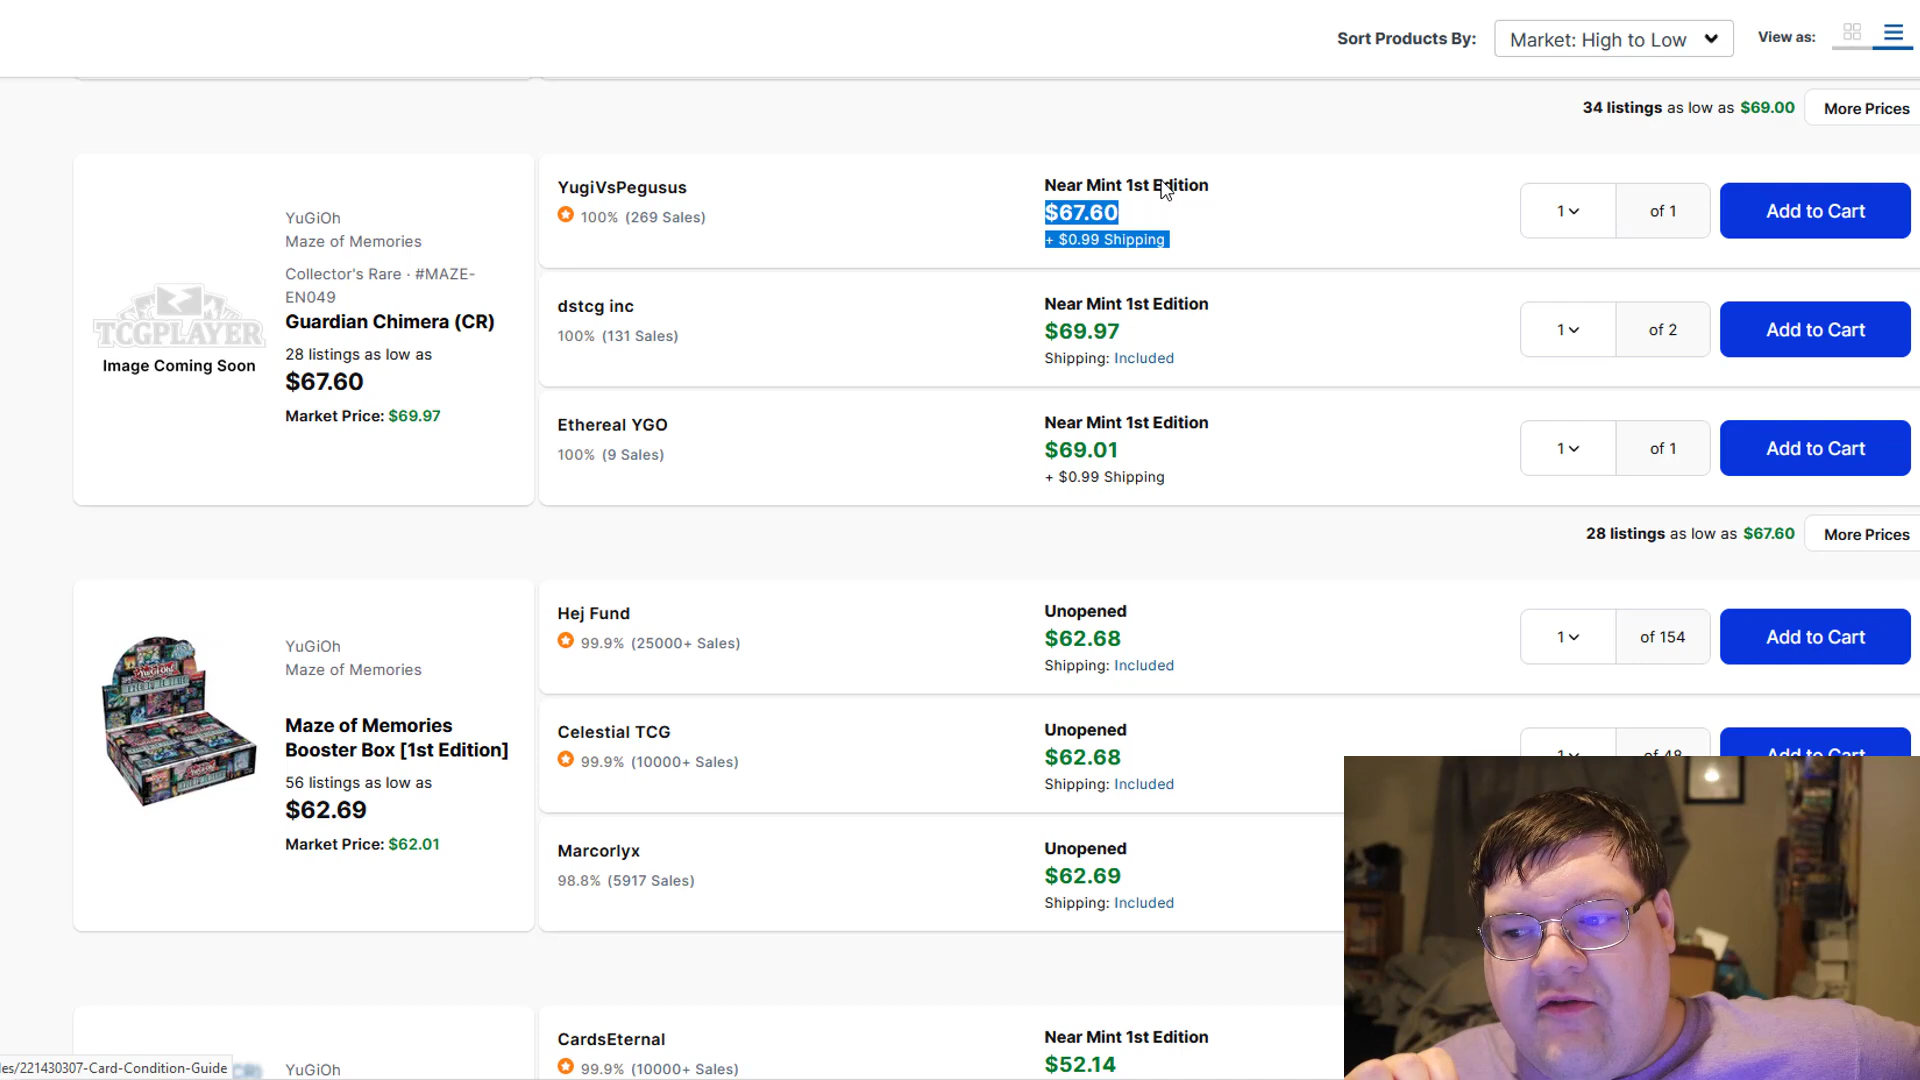 Sort Products By:
Market: High to Low
View as:
34 listings as low as $69.00
More Prices
TCGPLAYER
Image Coming Soon
YuGiOh
Maze of Memories
Collector's Rare · #MAZE-
EN049
Guardian Chimera (CR)
28 listings as low as
$67.60
Market Price: $69.97
YugiVsPegusus
100% (269 Sales)
Near Mint 1st Edition
$67.60
+ $0.99 Shipping
1
of 1
Add to Cart
dstcg inc
100% (131 Sales)
Near Mint 1st Edition
$69.97
Shipping: Included
1
of 2
Add to Cart
Ethereal YGO
100% (9 Sales)
Near Mint 1st Edition
$69.01
+ $0.99 Shipping
1
of 1
Add to Cart
28 listings as low as $67.60
More Prices
YuGiOh
Maze of Memories
Maze of Memories
Booster Box [1st Edition]
56 listings as low as
$62.69
Market Price: $62.01
Hej Fund
99.9% (25000+ Sales)
Unopened
$62.68
Shipping: Included
1
of 154
Add to Cart
Celestial TCG
99.9% (10000+ Sales)
Unopened
$62.68
Shipping: Included
1
of 48
Add to Cart
Marcorlyx
98.8% (5917 Sales)
Unopened
$62.69
Shipping: Included
YuGiOh
CardsEternal
99.9% (10000+ Sales)
Near Mint 1st Edition
$52.14
les/221430307-Card-Condition-Guide